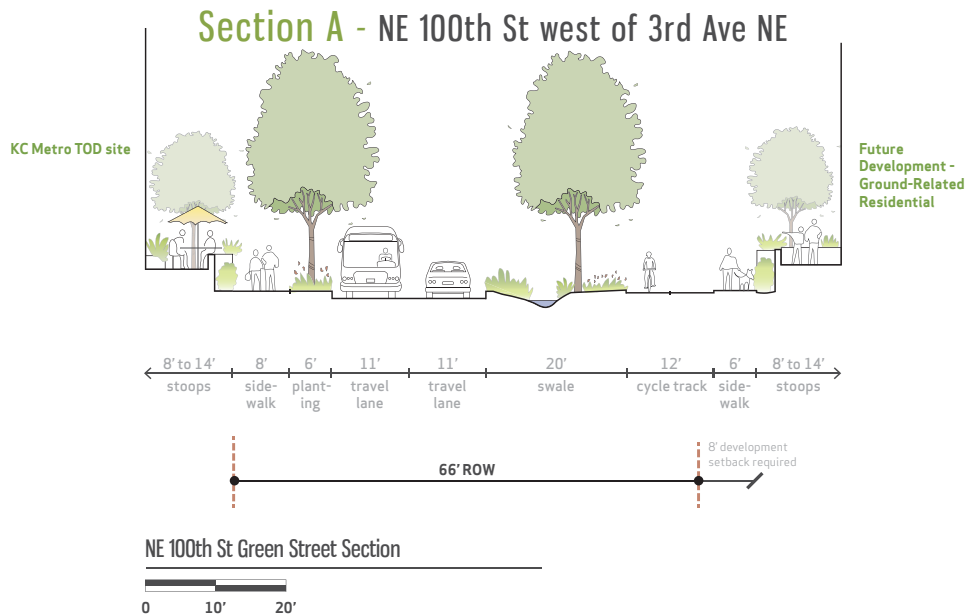 Section A - NE 100th St west of 3rd Ave NE
KC Metro TOD site
Future
Development -
Ground-Related
Residential
8' to 14'
stoops
8'
side-
walk
6'
plant-
ing
11'
travel
lane
11'
travel
lane
20'
swale
12'
cycle track
6'
side-
walk
8' to 14'
stoops
8' development
setback required
66' ROW
NE 100th St Green Street Section
0 10' 20'